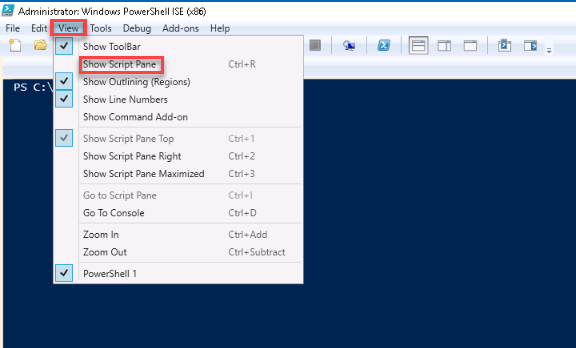 Administrator: Windows PowerShell ISE (x86)
File Edit View Tools Debug Add-ons Help
Show ToolBar
Show Script Pane Ctrl+R
Show Outlining (Regions)
Show Line Numbers
Show Command Add-on
Show Script Pane Top Ctrl+1
Show Script Pane Right Ctrl+2
Show Script Pane Maximized Ctrl+3
Go to Script Pane Ctrl+I
Go To Console Ctrl+D
Zoom In Ctrl+Add
Zoom Out Ctrl+Subtract
PowerShell 1
PS C:\